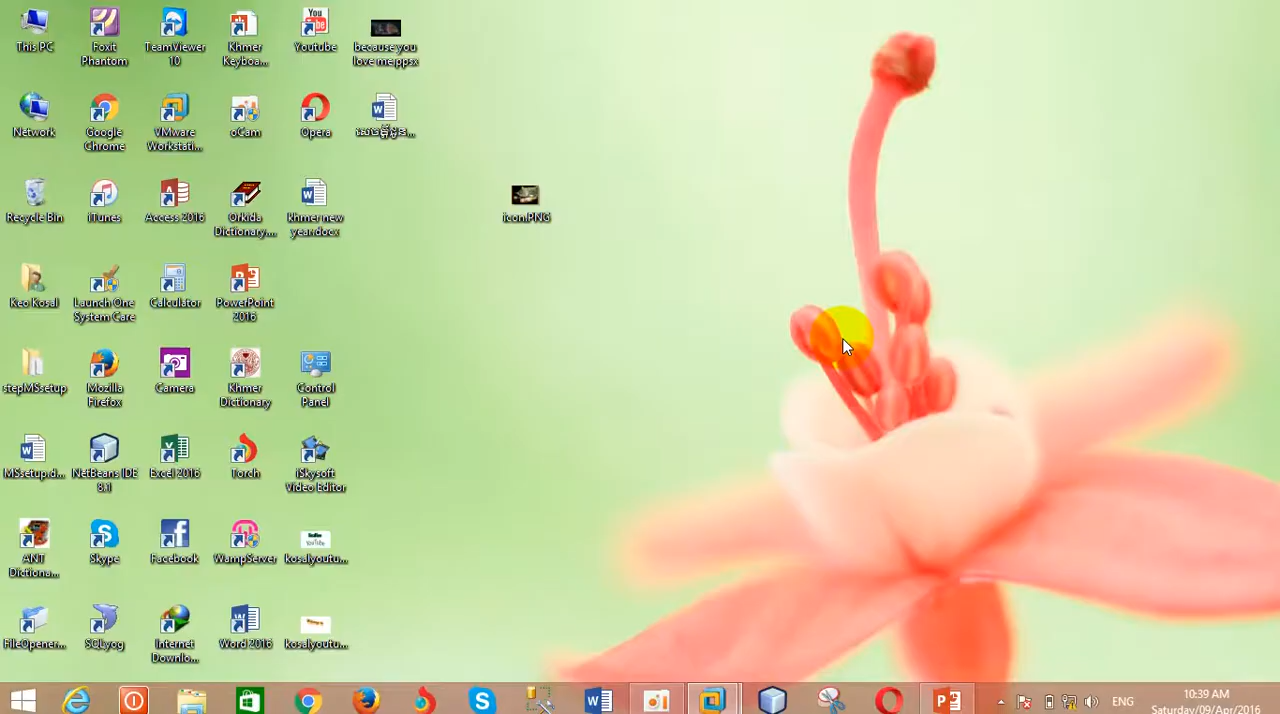 This PC
Foxit
Phantom
TeamViewer
10
Khmer
Keyboa...
You
Tube
Youtube
because you
love me.ppsx
Network
Google
Chrome
VMware
Workstati...
oCam
Opera
Recycle Bin
iTunes
Access 2016
Orkida
Dictionary....
khmer new
year.docx
icon.PNG
Keo Kosal
Launch One
System Care
Calculator
PowerPoint
2016
stepMSsetup
Mozilla
Firefox
Camera
Khmer
Dictionary
Control
Panel
MSsetup.d...
NetBeans IDE
8.1
Excel 2016
Torch
iSkysoft
Video Editor
ANT
Dictiona...
Skype
Facebook
WampServer
kosalyoutu...
FileOpener...
SQLyog
Internet
Downlo...
Word 2016
kosalyoutu...
ENG
10:39 AM
Saturday/09/Apr/2016